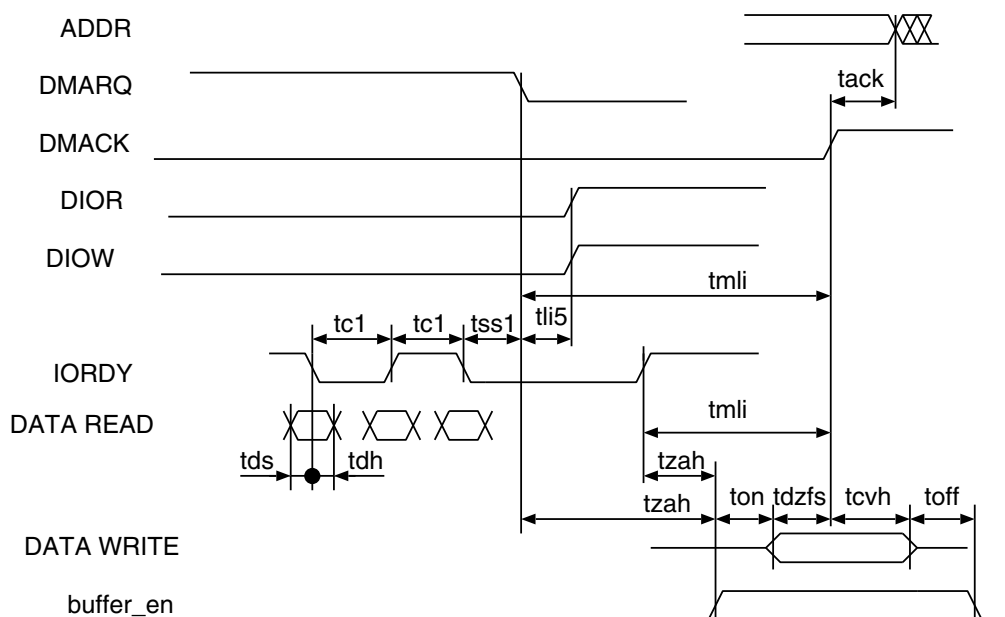 ADDR
DMARQ
tack
DMACK
DIOR
DIOW
tmli
tc1 tc1 tss1 tli5
IORDY
tmli
DATA READ
tds tdh tzah
tzah ton tdzfs tcvh toff
DATA WRITE
buffer_en